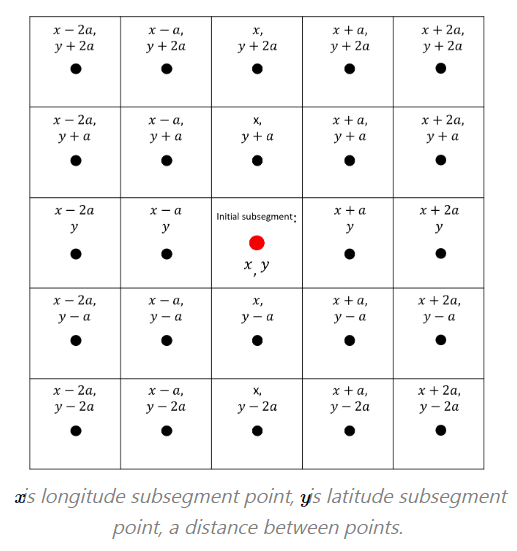 x − 2a, x − a, x, x + a, x + 2a,
y + 2a y + 2a y + 2a y + 2a y + 2a
x − 2a, x − a, x, x + a, x + 2a,
y + a y + a y + a y + a y + a
x − 2a x − a Initial subsegment: x + a x + 2a
y y x, y y y
x − 2a, x − a, x, x + a, x + 2a,
y − a y − a y − a y − a y − a
x − 2a, x − a, x, x + a, x + 2a,
y − 2a y − 2a y − 2a y − 2a y − 2a
x is longitude subsegment point, y is latitude subsegment
point, a distance between points.